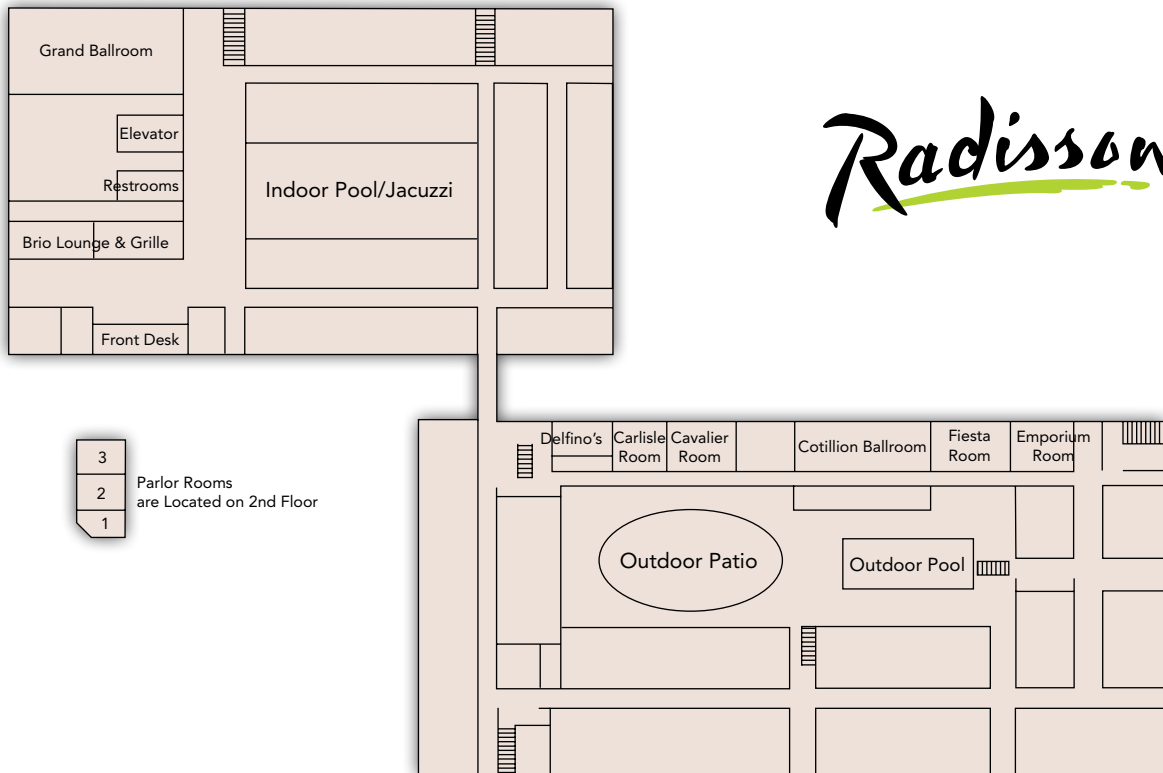 Grand Ballroom
Elevator
Restrooms
Brio Lounge & Grille
Front Desk
Indoor Pool/Jacuzzi
Radisson
3
2
1
Parlor Rooms
are Located on 2nd Floor
Delfino's
Carlisle
Room
Cavalier
Room
Cotillion Ballroom
Fiesta
Room
Emporium
Room
Outdoor Patio
Outdoor Pool